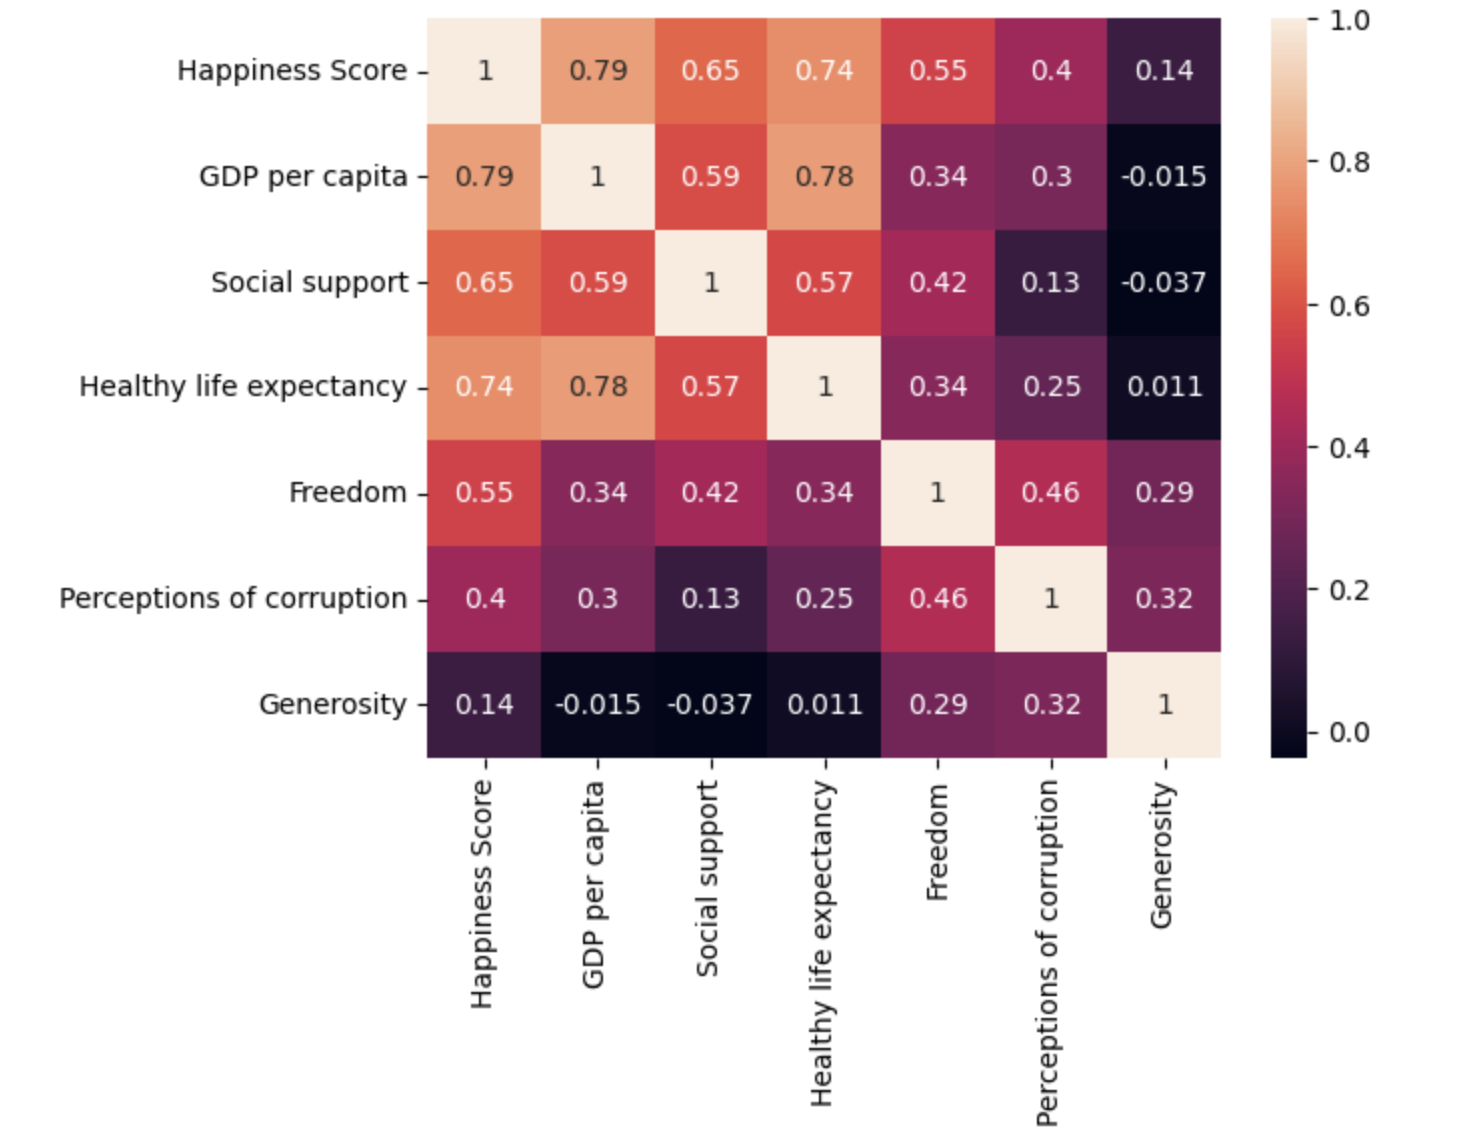 Happiness Score 1 0.79 0.65 0.74 0.55 0.4 0.14
GDP per capita 0.79 1 0.59 0.78 0.34 0.3 -0.015
Social support 0.65 0.59 1 0.57 0.42 0.13 -0.037
Healthy life expectancy 0.74 0.78 0.57 1 0.34 0.25 0.011
Freedom 0.55 0.34 0.42 0.34 1 0.46 0.29
Perceptions of corruption 0.4 0.3 0.13 0.25 0.46 1 0.32
Generosity 0.14 -0.015 -0.037 0.011 0.29 0.32 1
Happiness Score
GDP per capita
Social support
Healthy life expectancy
Freedom
Perceptions of corruption
Generosity
1.0
0.8
0.6
0.4
0.2
0.0